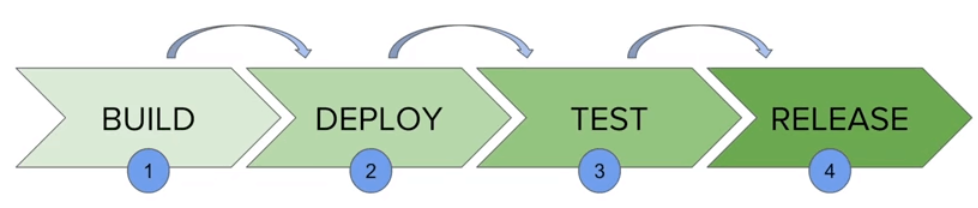 BUILD
DEPLOY
TEST
RELEASE
1
2
3
4